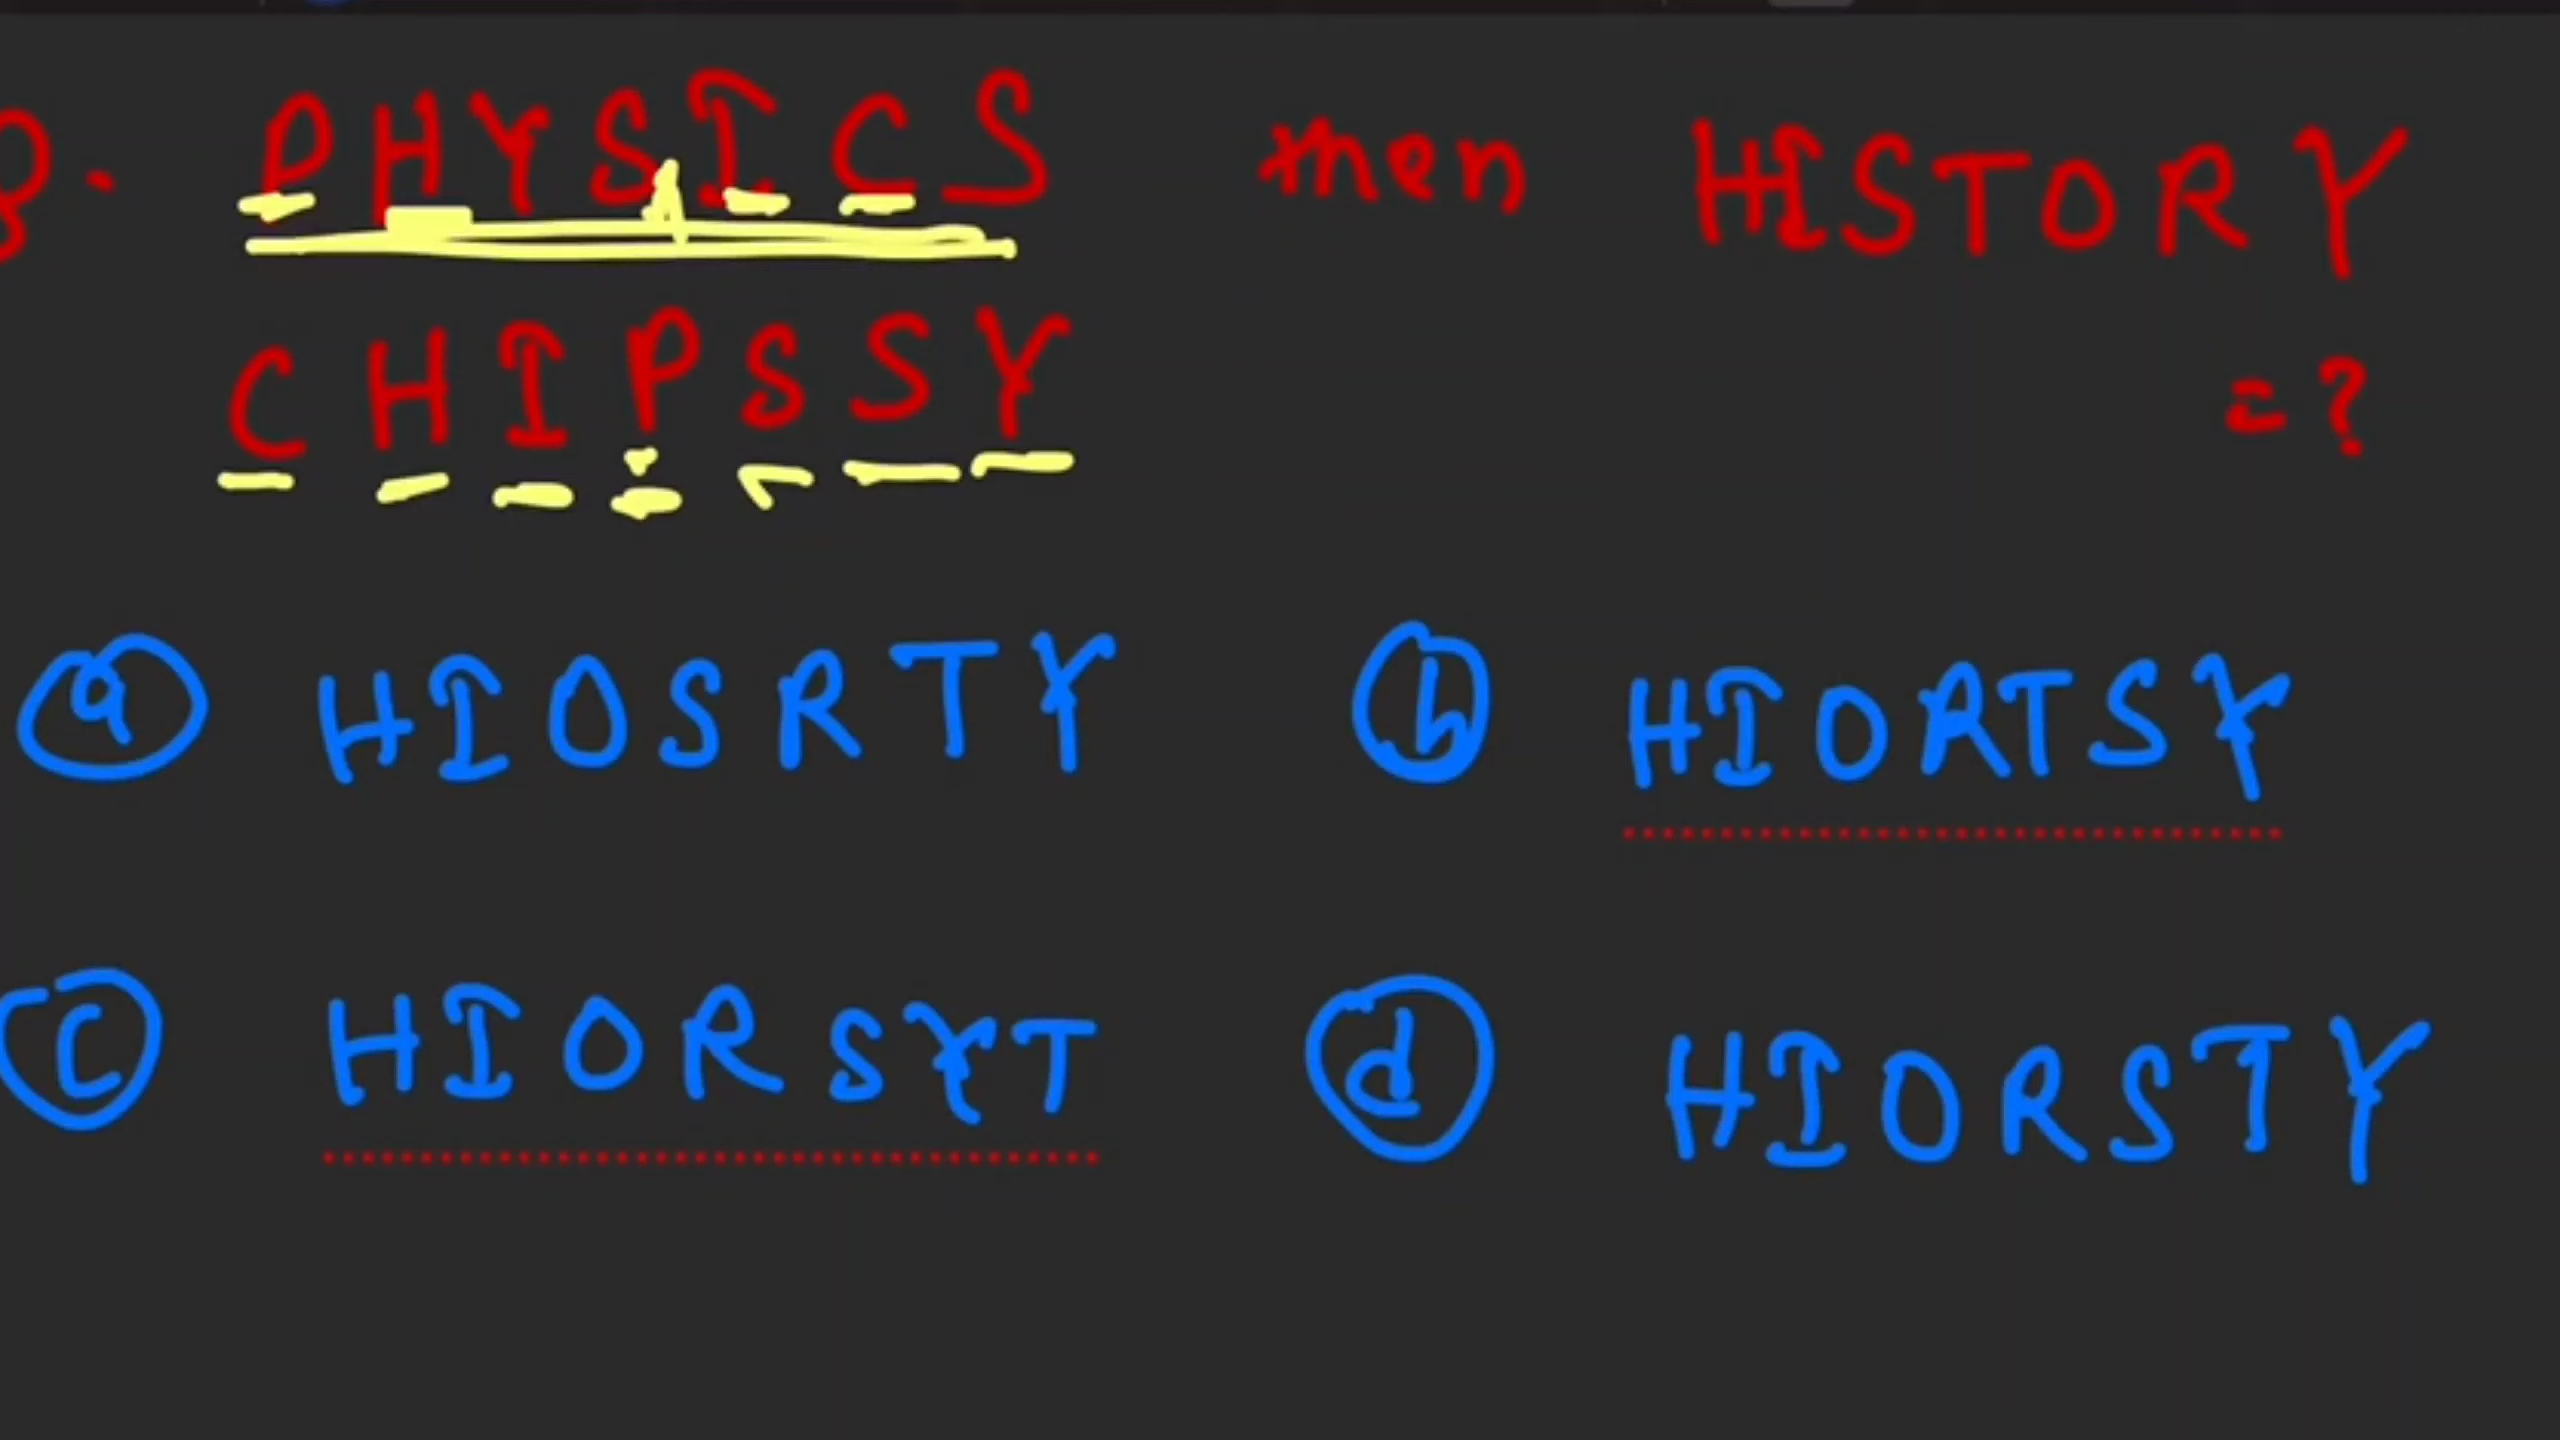 Q. PHYSICS then HISTORY
CHIPSSY = ?
a HIOSRTY b HIORTSY
c HIORSYT d HIORSTY